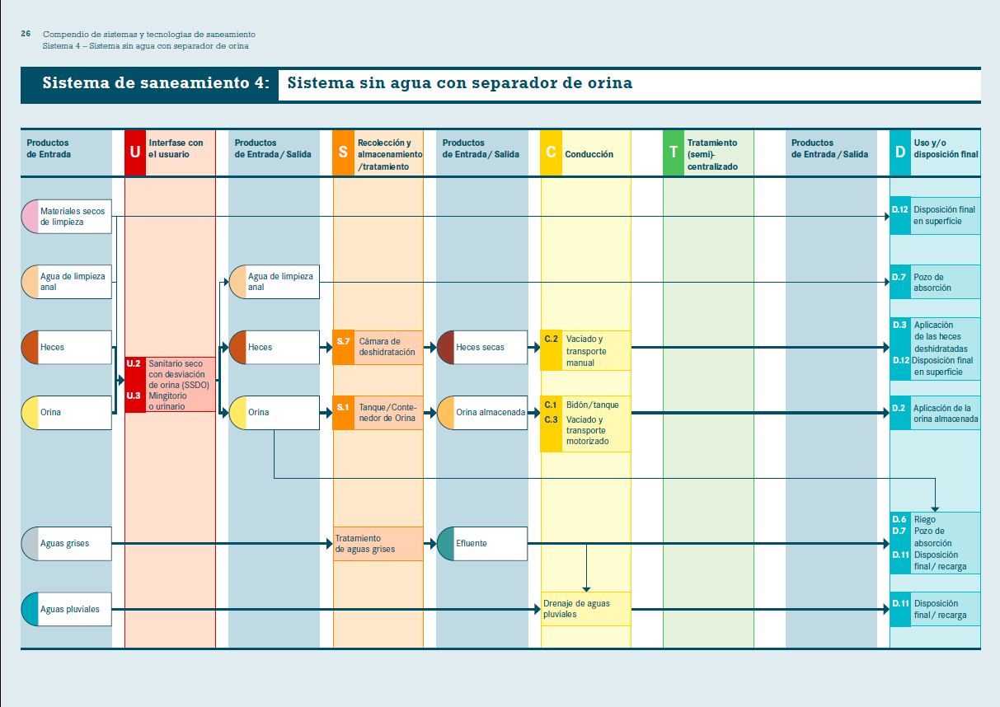 26 Compendio de sistemas y tecnologías de saneamiento
Sistema 4 – Sistema sin agua con separador de orina
Sistema de saneamiento 4: Sistema sin agua con separador de orina
Productos
de Entrada
U
Interfase con
el usuario
Productos
de Entrada / Salida
S
Recolección y
almacenamiento
/tratamiento
Productos
de Entrada / Salida
C
Conducción
T
Tratamiento
(semi)-
centralizado
Productos
de Entrada / Salida
D
Uso y/o
disposición final
Materiales secos
de limpieza
D.12 Disposición final
en superficie
Agua de limpieza
anal
Agua de limpieza
anal
D.7 Pozo de
absorción
Heces
U.2 Sanitario seco
con desviación
de orina (SSDO)
U.3 Mingitorio
o urinario
Heces
S.7 Cámara de
deshidratación
Heces secas
C.2 Vaciado y
transporte
manual
D.3 Aplicación
de las heces
deshidratadas
D.12 Disposición final
en superficie
Orina
Orina
S.1 Tanque/Conte-
nedor de Orina
Orina almacenada
C.1 Bidón/tanque
C.3 Vaciado y
transporte
motorizado
D.2 Aplicación de la
orina almacenada
Aguas grises
Tratamiento
de aguas grises
Efluente
D.6 Riego
D.7 Pozo de
absorción
D.11 Disposición
final/ recarga
Aguas pluviales
Drenaje de aguas
pluviales
D.11 Disposición
final/ recarga